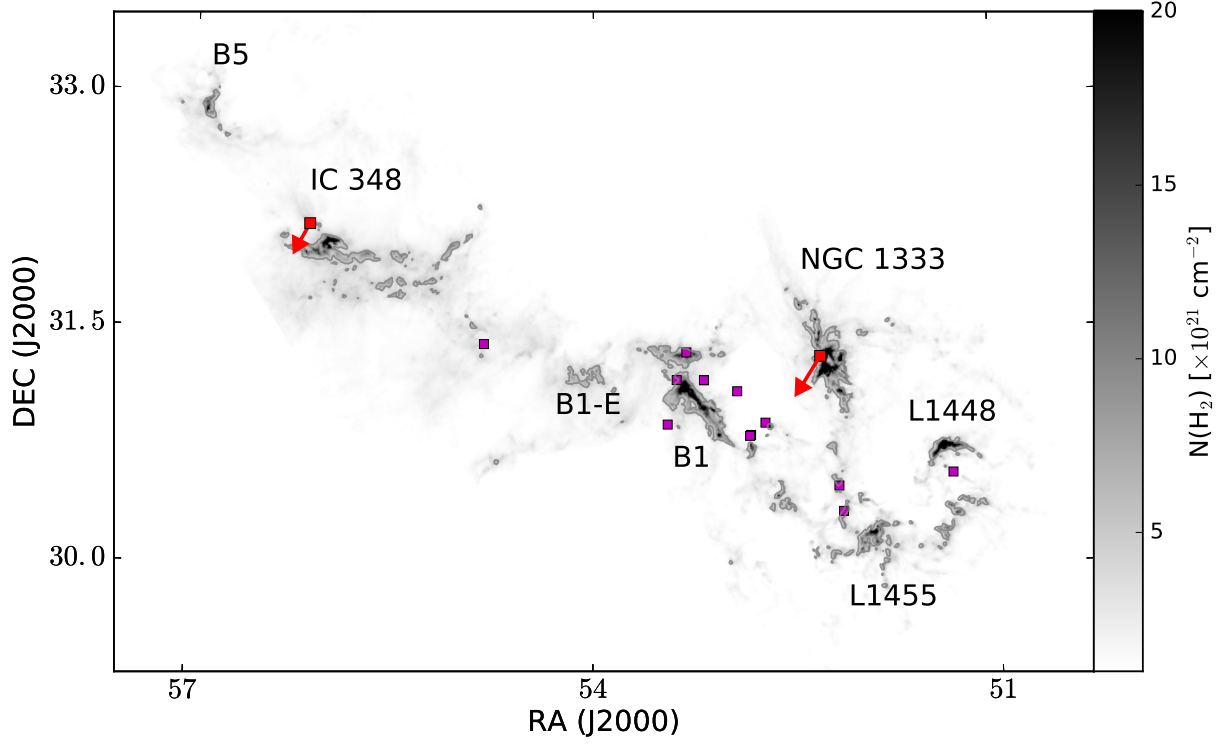 B5
33.0
IC 348
NGC 1333
31.5
B1-E
L1448
B1
30.0
L1455
57
54
51
RA (J2000)
DEC (J2000)
20
15
10
5
N(H₂) [×10²¹ cm⁻²]